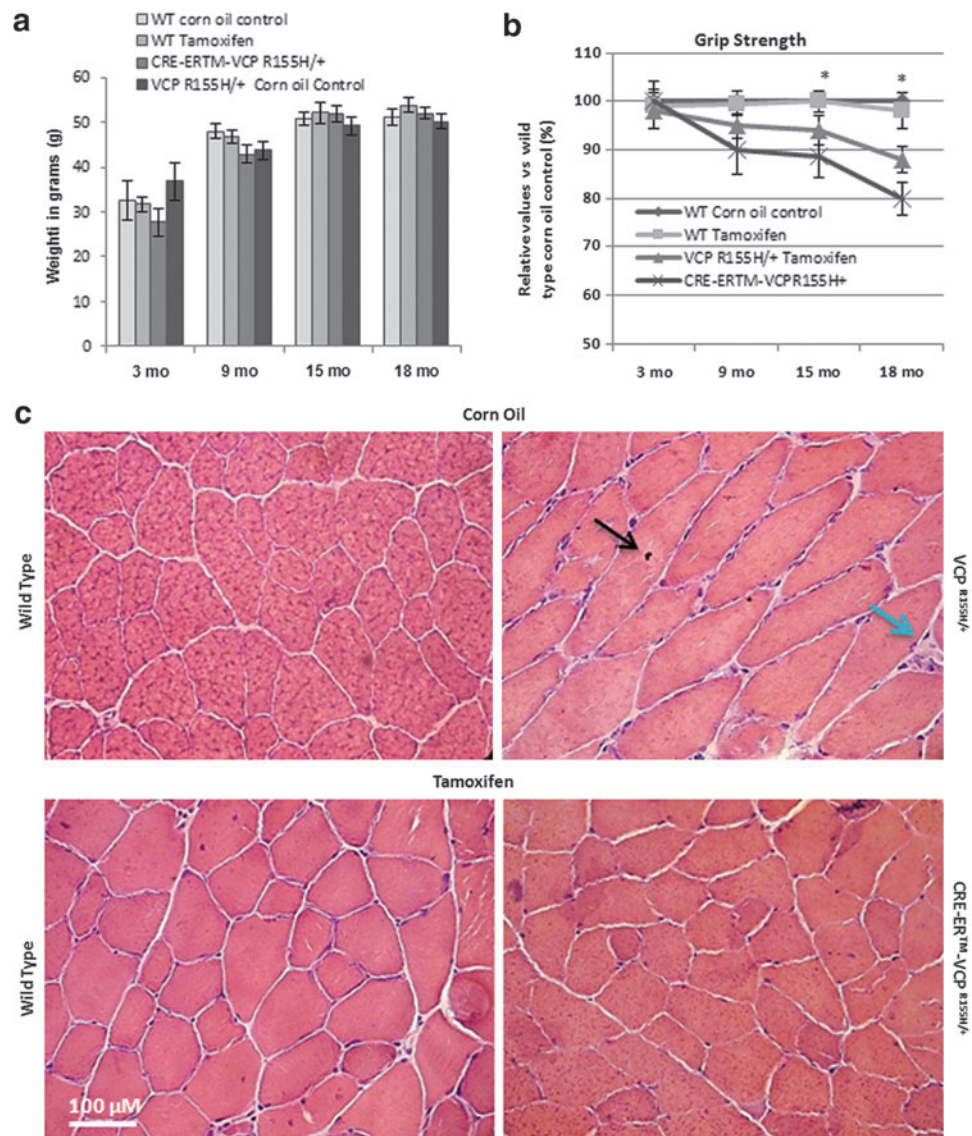 a
WT corn oil control
WT Tamoxifen
CRE-ERTM-VCP R155H/+
VCP R155H/+ Corn oil Control
Weighti in grams (g)
60
50
40
30
20
10
0
3 mo
9 mo
15 mo
18 mo
b
Grip Strength
Relative values vs wild
type corn oil control (%)
110
100
90
80
70
60
50
* *
WT Corn oil control
WT Tamoxifen
VCP R155H/+ Tamoxifen
CRE-ERTM-VCPR155H+
3 mo
9 mo
15 mo
18 mo
c
Corn Oil
Wild Type
VCP R155H/+
Tamoxifen
Wild Type
CRE-ER™-VCP R155H/+
100 µM